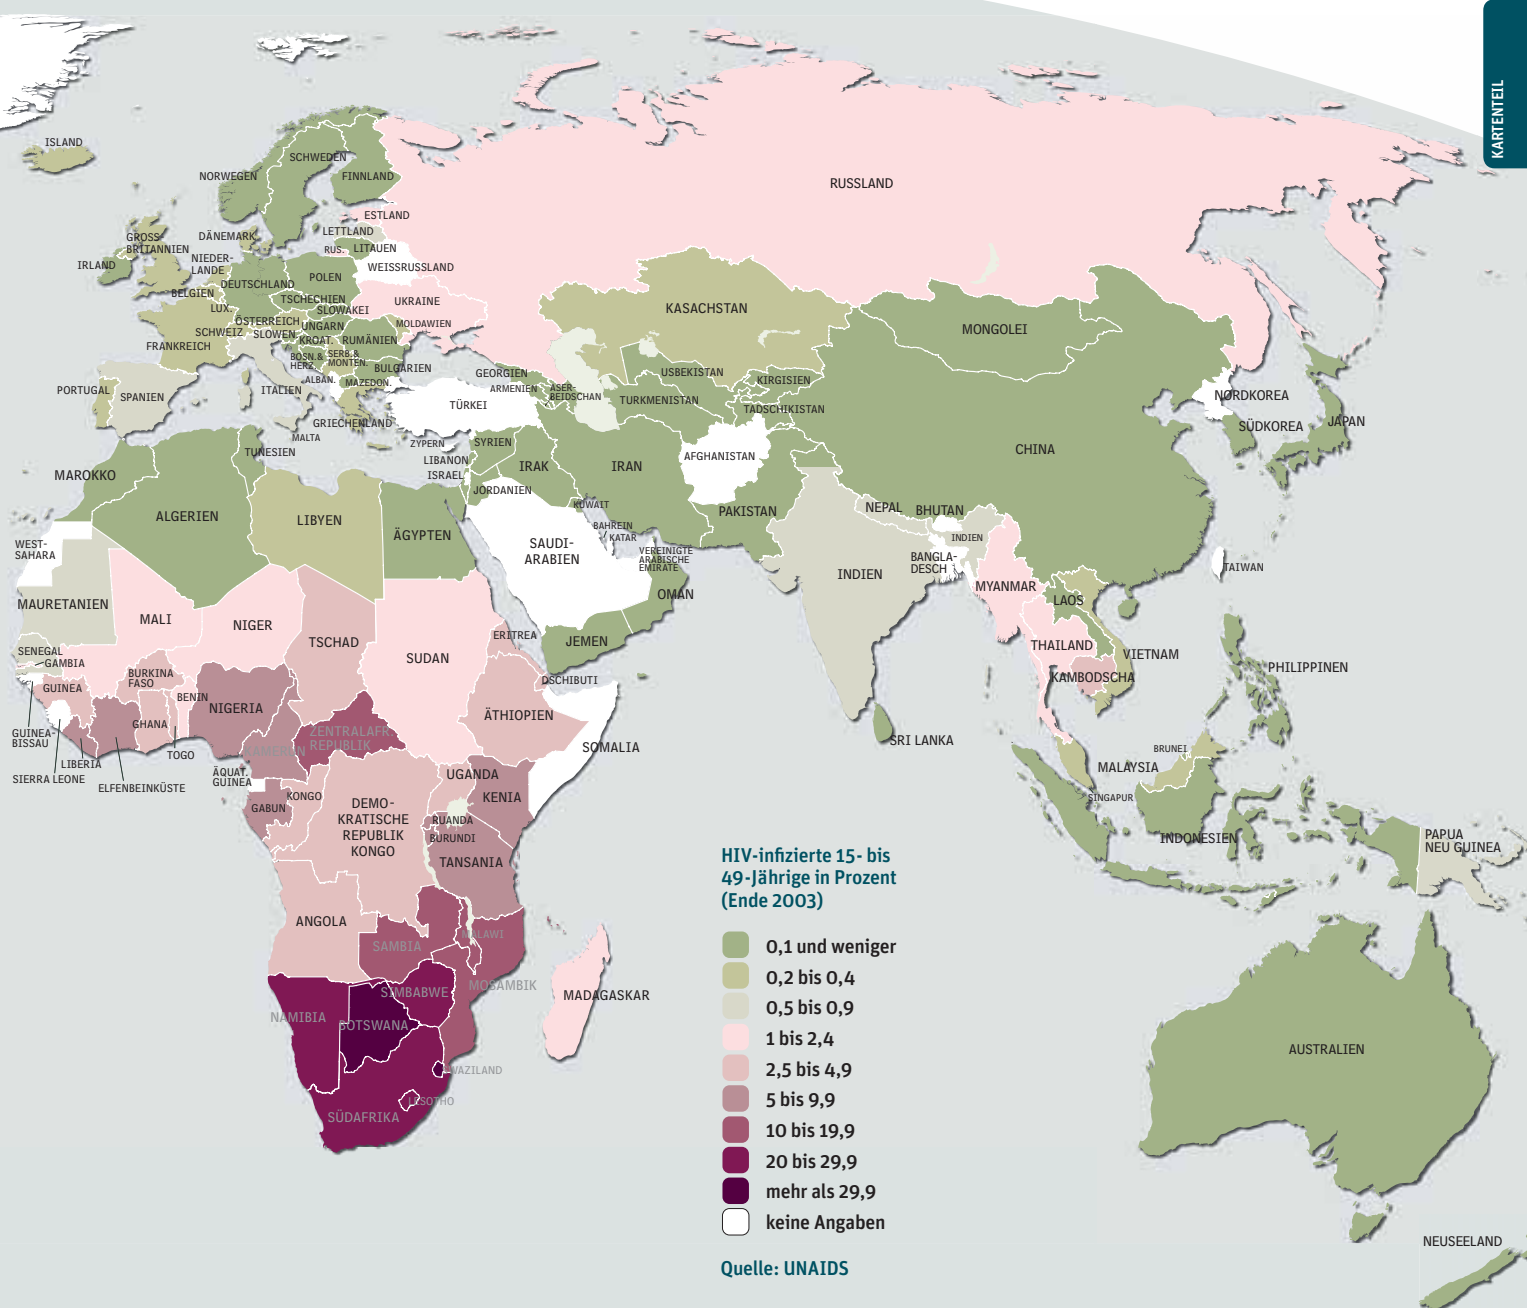 KARTENTEIL
ISLAND
SCHWEDEN
NORWEGEN
FINNLAND
RUSSLAND
ESTLAND
LETTLAND
RUS.
LITAUEN
WEISSRUSSLAND
DÄNEMARK
GROSS-
BRITANNIEN
IRLAND
NIEDER-
LANDE
BELGIEN
LUX.
DEUTSCHLAND
POLEN
TSCHECHIEN
SLOWAKEI
UKRAINE
MOLDAWIEN
ÖSTERREICH
UNGARN
SCHWEIZ
SLOWEN.
KROAT.
RUMÄNIEN
FRANKREICH
BOSN.&
HERZ.
SERB.&
MONTEN.
BULGARIEN
ALBAN.
MAZEDON.
PORTUGAL
SPANIEN
ITALIEN
GRIECHENLAND
MALTA
TÜRKEI
ZYPERN
GEORGIEN
ARMENIEN
ASER-
BEIDSCHAN
KASACHSTAN
USBEKISTAN
TURKMENISTAN
KIRGISIEN
TADSCHIKISTAN
MONGOLEI
CHINA
NORDKOREA
SÜDKOREA
JAPAN
SYRIEN
LIBANON
ISRAEL
JORDANIEN
IRAK
IRAN
AFGHANISTAN
PAKISTAN
KUWAIT
BAHREIN
KATAR
VEREINIGTE
ARABISCHE
EMIRATE
SAUDI-
ARABIEN
OMAN
JEMEN
NEPAL
BHUTAN
INDIEN
BANGLA-
DESCH
INDIEN
MYANMAR
LAOS
THAILAND
VIETNAM
KAMBODSCHA
TAIWAN
PHILIPPINEN
SRI LANKA
BRUNEI
MALAYSIA
SINGAPUR
INDONESIEN
PAPUA
NEU GUINEA
AUSTRALIEN
NEUSEELAND
MAROKKO
TUNESIEN
ALGERIEN
LIBYEN
ÄGYPTEN
WEST-
SAHARA
MAURETANIEN
MALI
NIGER
TSCHAD
SUDAN
ERITREA
DSCHIBUTI
ÄTHIOPIEN
SOMALIA
SENEGAL
GAMBIA
GUINEA
GUINEA-
BISSAU
SIERRA LEONE
LIBERIA
ELFENBEINKÜSTE
BURKINA
FASO
GHANA
TOGO
BENIN
NIGERIA
KAMERUN
ZENTRALAFR.
REPUBLIK
ÄQUAT.
GUINEA
GABUN
KONGO
DEMO-
KRATISCHE
REPUBLIK
KONGO
UGANDA
KENIA
RUANDA
BURUNDI
TANSANIA
ANGOLA
SAMBIA
MALAWI
MOSAMBIK
SIMBABWE
NAMIBIA
BOTSWANA
SWAZILAND
LESOTHO
SÜDAFRIKA
MADAGASKAR
HIV-infizierte 15- bis
49-Jährige in Prozent
(Ende 2003)
0,1 und weniger
0,2 bis 0,4
0,5 bis 0,9
1 bis 2,4
2,5 bis 4,9
5 bis 9,9
10 bis 19,9
20 bis 29,9
mehr als 29,9
keine Angaben
Quelle: UNAIDS